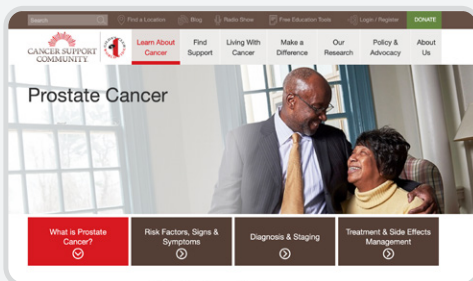 Search
Find a Location
Blog
Radio Show
Free Education Tools
Login / Register
DONATE
CANCER SUPPORT
COMMUNITY
Learn About
Cancer
Find
Support
Living With
Cancer
Make a
Difference
Our
Research
Policy &
Advocacy
About
Us
Prostate Cancer
What is Prostate
Cancer?
Risk Factors, Signs &
Symptoms
Diagnosis & Staging
Treatment & Side Effects
Management